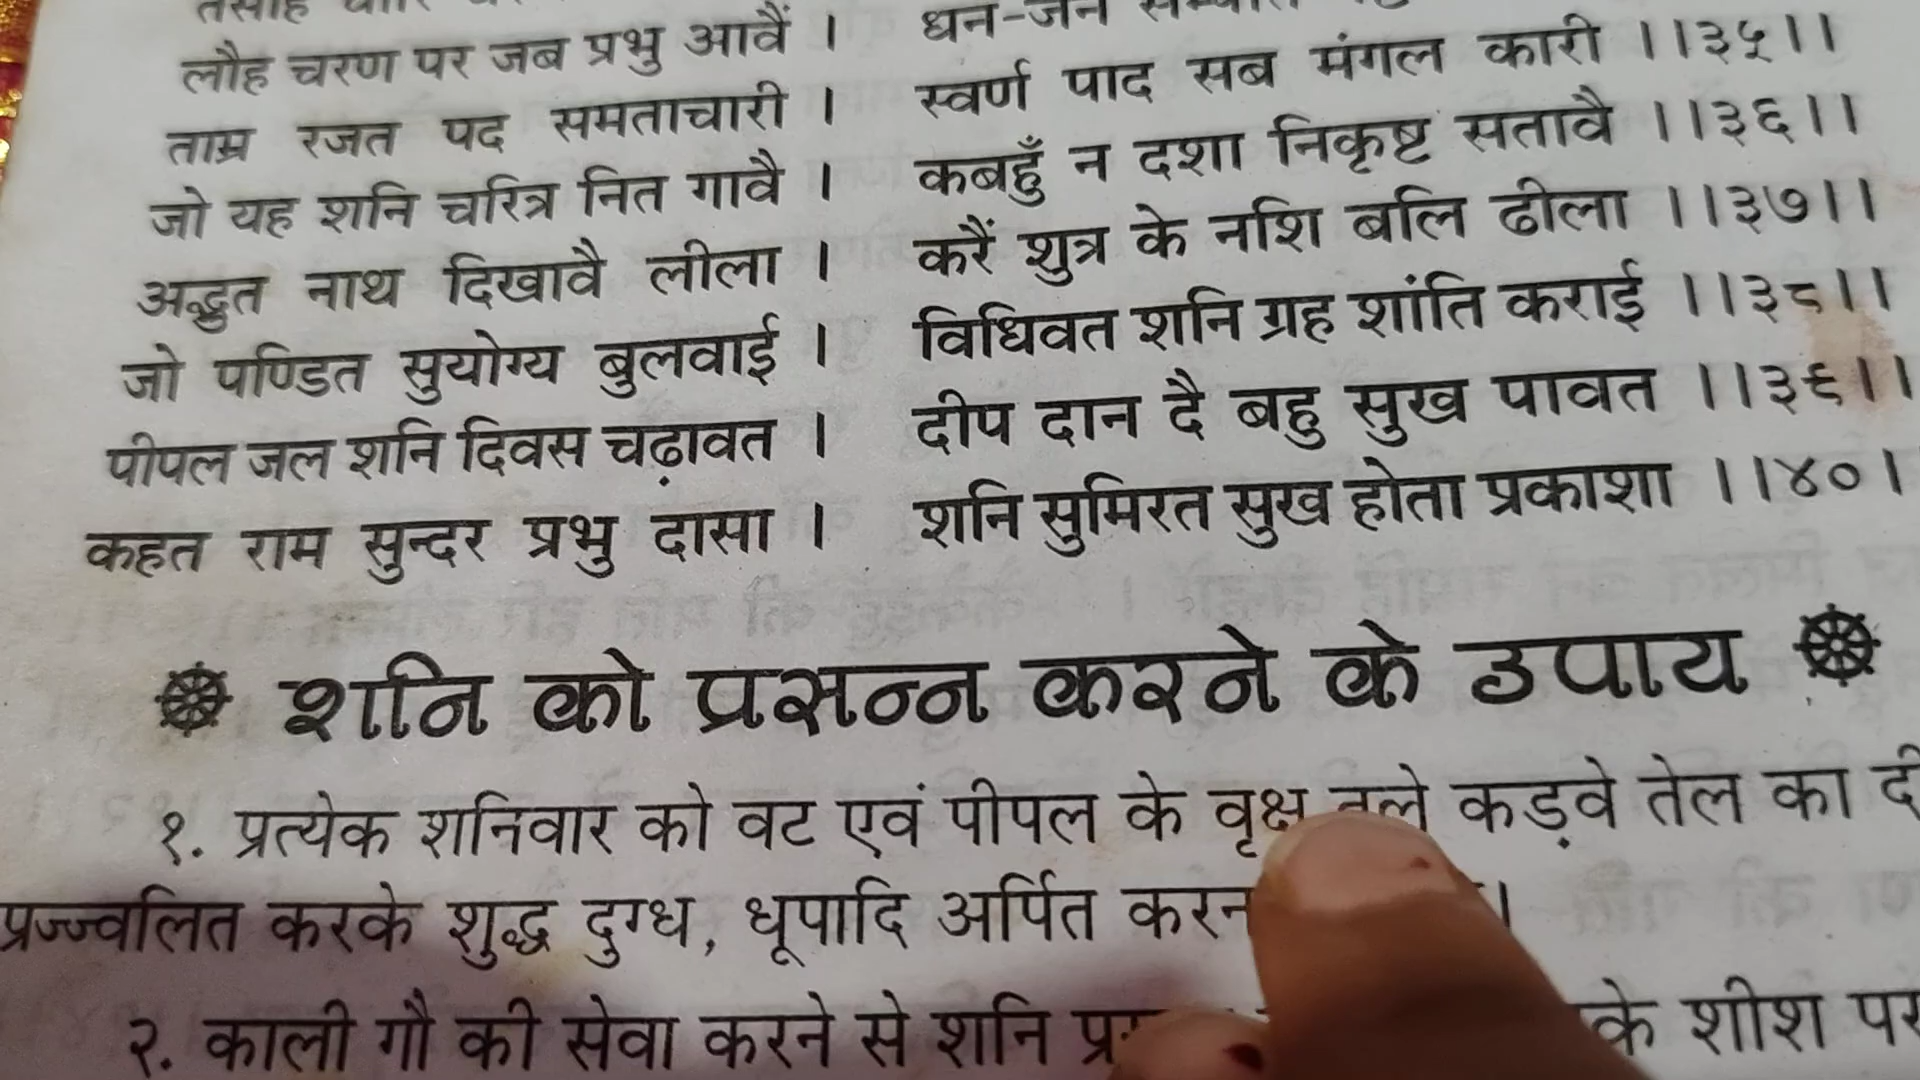 लौह चरण पर जब प्रभु आवैं । धन-जन
ताम्र रजत पद समताचारी । स्वर्ण पाद सब मंगल कारी ।।३५।।
जो यह शनि चरित्र नित गावै । कबहुँ न दशा निकृष्ट सतावै ।।३६।।
अद्भुत नाथ दिखावै लीला । करैं शुत्र के नशि बलि ढीला ।।३७।।
जो पण्डित सुयोग्य बुलवाई । विधिवत शनि ग्रह शांति कराई ।।३८।।
पीपल जल शनि दिवस चढ़ावत । दीप दान दै बहु सुख पावत ।।३९।।
कहत राम सुन्दर प्रभु दासा । शनि सुमिरत सुख होता प्रकाशा ।।४०।
शनि को प्रसन्न करने के उपाय
१. प्रत्येक शनिवार को वट एवं पीपल के वृक्ष तले कड़वे तेल का
प्रज्ज्वलित करके शुद्ध दुग्ध, धूपादि अर्पित
२. काली गौ की सेवा करने से शनि के शीश पर